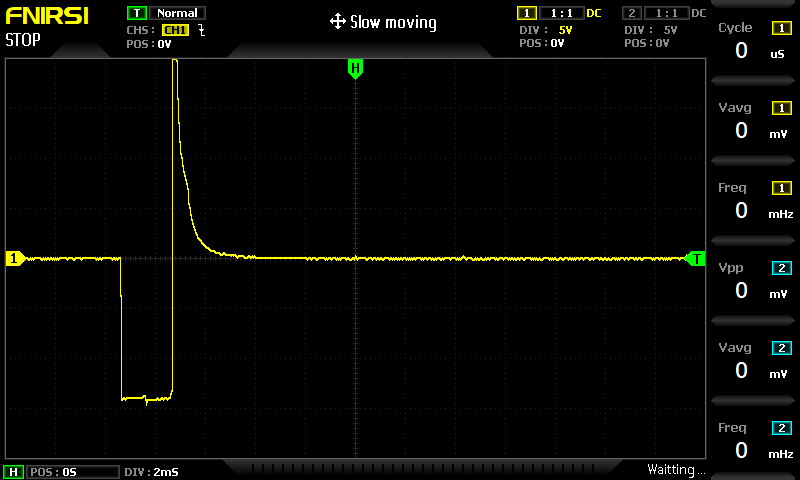 FNIRSI
STOP
T Normal
CHS: CH1
POS: 0V
Slow moving
1 1:1 DC
DIV: 5V
POS: 0V
2 1:1 DC
DIV: 5V
POS: 0V
H
1
T
Cycle 1
0 uS
Vavg 1
0 mV
Freq 1
0 mHz
Vpp 2
0 mV
Vavg 2
0 mV
Freq 2
0 mHz
H POS: 0S DIV: 2mS
Waitting...